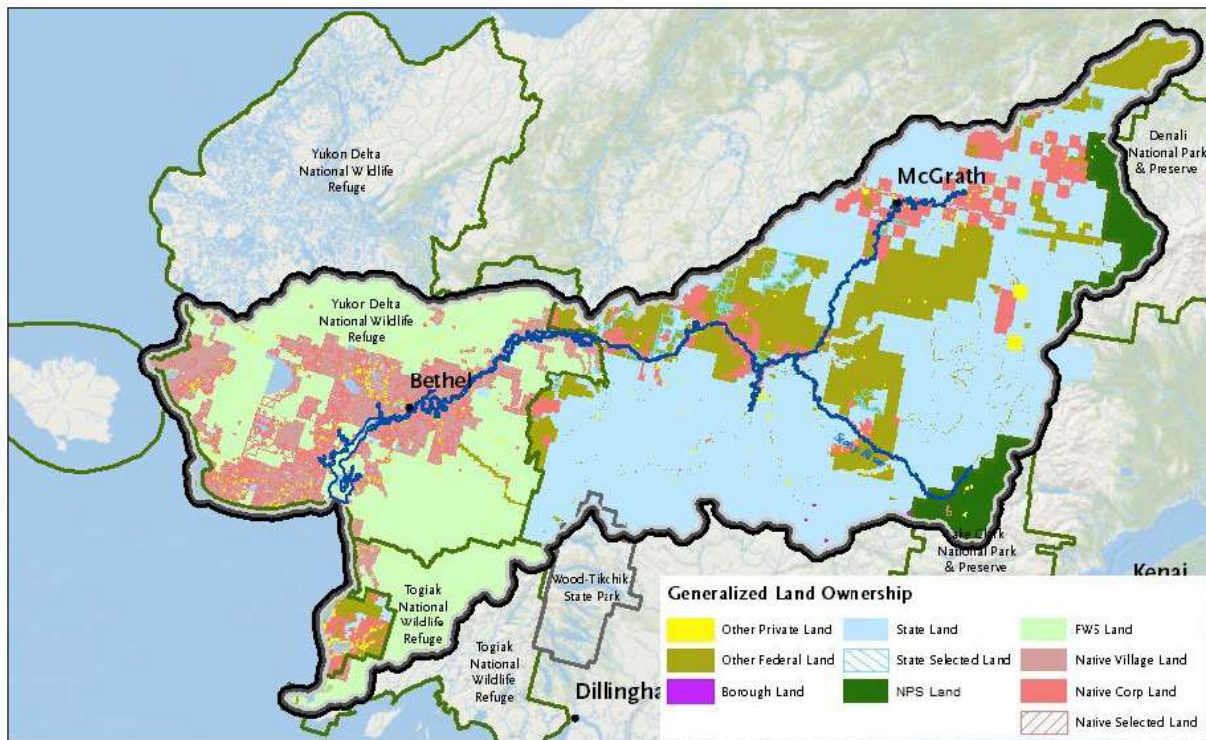 Yukon Delta
National Wildlife
Refuge
Denali
National Park
& Preserve
McGrath
Yukor Delta
National Wildlife
Refuge
Bethel
Lake Clark
National Park
& Preserve
Kenai
Wood-Tikchik
State Park
Togiak
National
Wildlife
Refuge
Togiak
National
Wildlife
Refuge
Dillingha
Generalized Land Ownership
Other Private Land
Other Federal Land
Borough Land
State Land
State Selected Land
NPS Land
FWS Land
Native Village Land
Native Corp Land
Native Selected Land